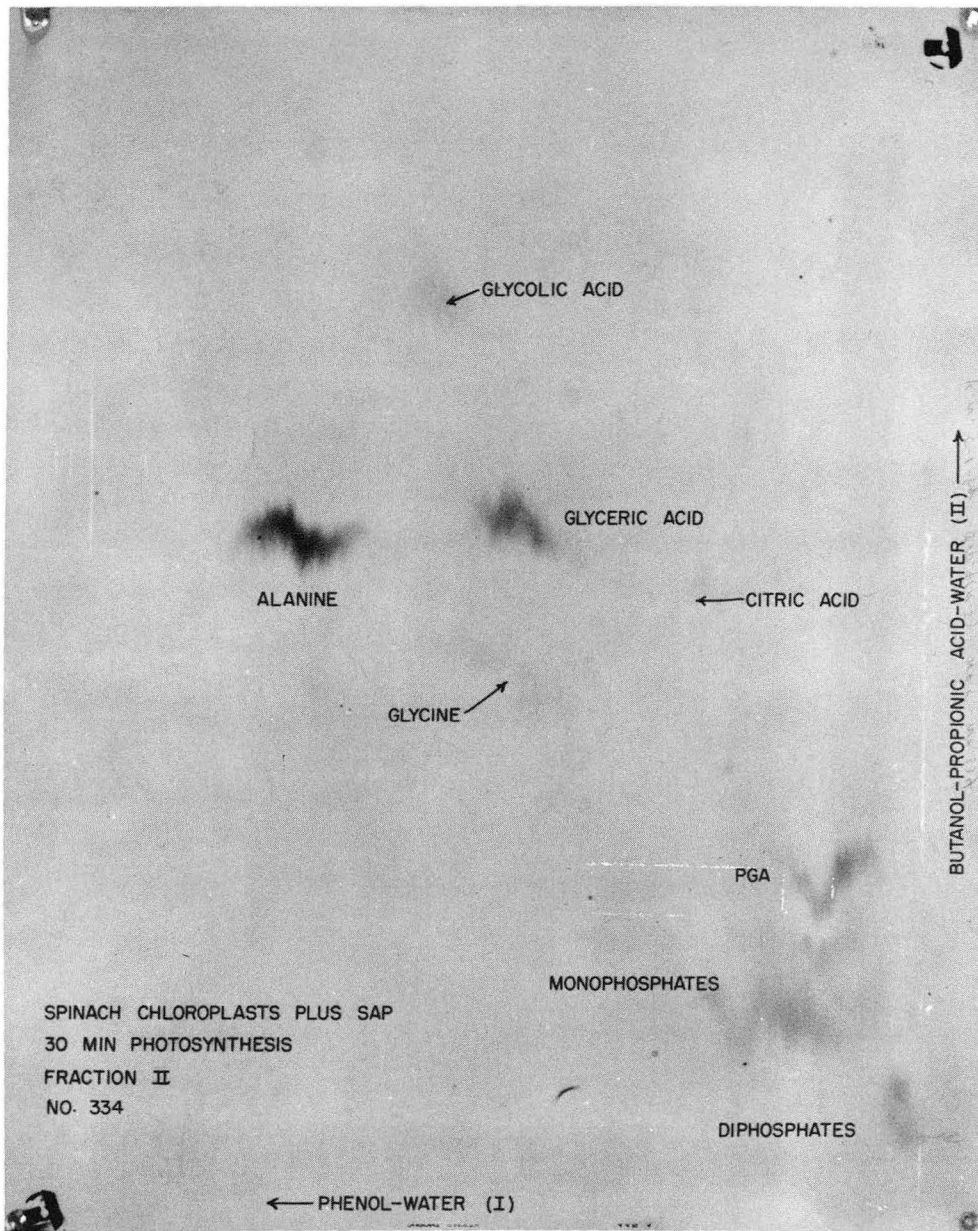 GLYCOLIC ACID
GLYCERIC ACID
ALANINE
CITRIC ACID
GLYCINE
BUTANOL-PROPIONIC ACID-WATER (II)
PGA
MONOPHOSPHATES
SPINACH CHLOROPLASTS PLUS SAP
30 MIN PHOTOSYNTHESIS
FRACTION II
NO. 334
DIPHOSPHATES
PHENOL-WATER (I)